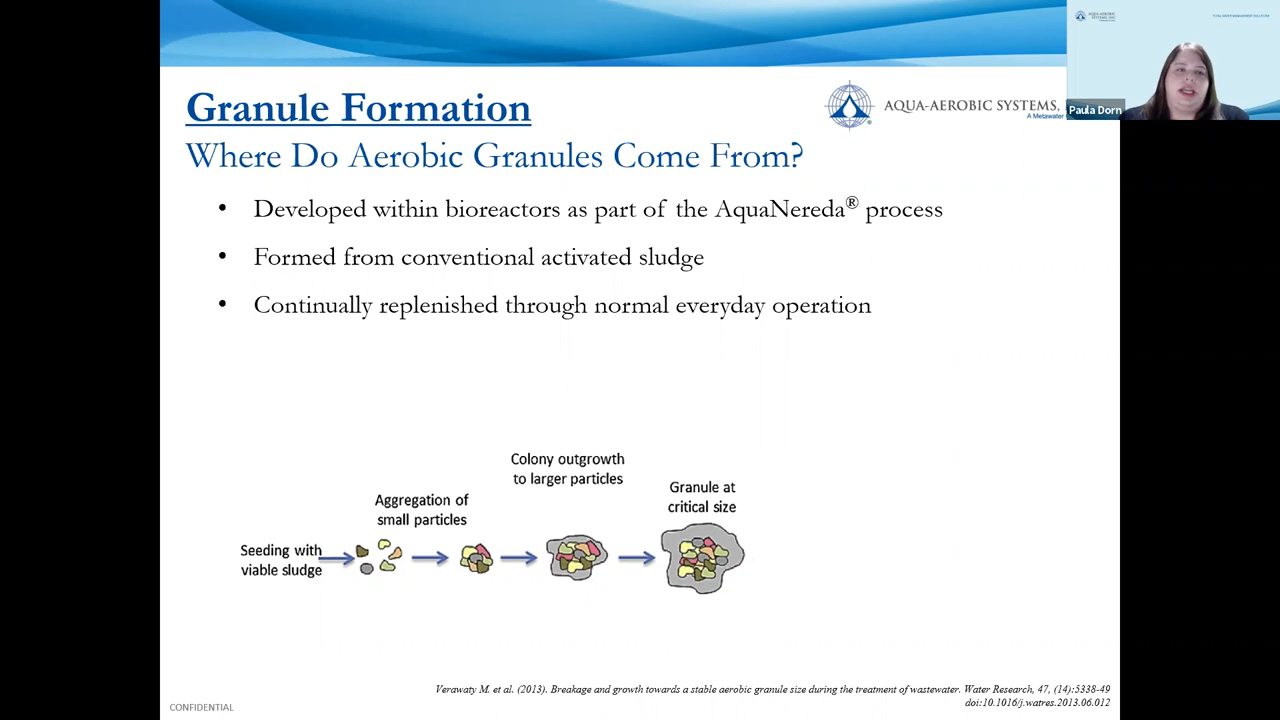 Granule Formation
Where Do Aerobic Granules Come From?
AQUA-AEROBIC SYSTEMS,
A Metawater
Paula Dorn
• Developed within bioreactors as part of the AquaNereda® process
• Formed from conventional activated sludge
• Continually replenished through normal everyday operation
Seeding with
viable sludge
Aggregation of
small particles
Colony outgrowth
to larger particles
Granule at
critical size
Verawaty M. et al. (2013). Breakage and growth towards a stable aerobic granule size during the treatment of wastewater. Water Research, 47, (14):5338-49
doi:10.1016/j.watres.2013.06.012
CONFIDENTIAL